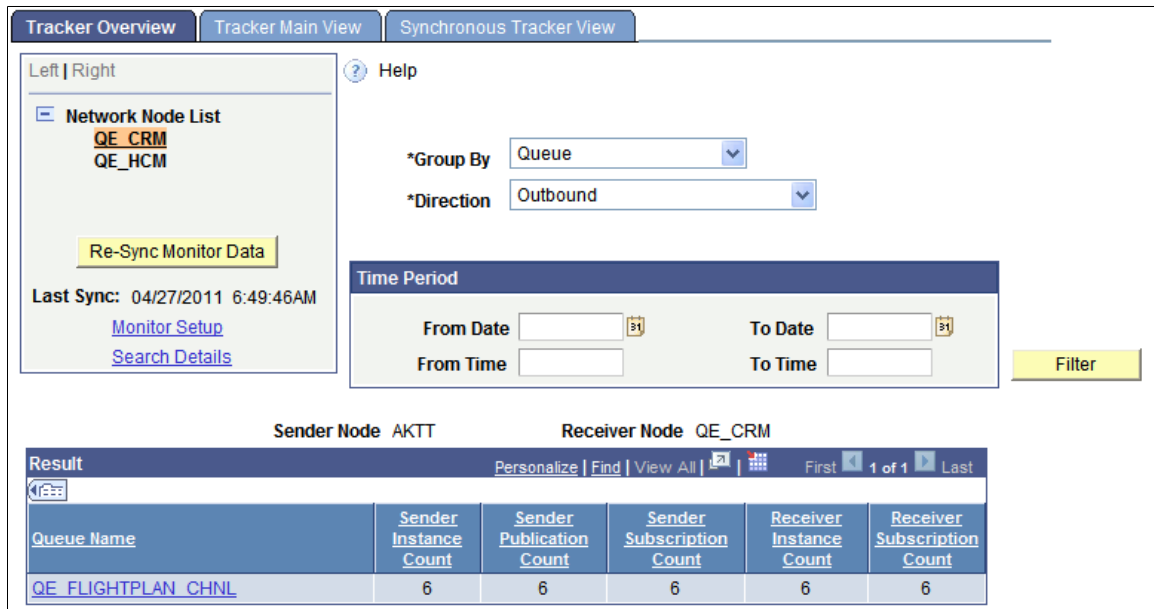 Tracker Overview Tracker Main View Synchronous Tracker View
Left | Right
? Help
Network Node List
QE_CRM
QE_HCM
*Group By Queue
*Direction Outbound
Re-Sync Monitor Data
Last Sync: 04/27/2011 6:49:46AM
Monitor Setup
Search Details
Time Period
From Date 31 To Date 31
From Time To Time
Filter
Sender Node AKTT Receiver Node QE_CRM
Result Personalize | Find | View All | | First 1 of 1 Last
Queue Name
Sender Instance Count
Sender Publication Count
Sender Subscription Count
Receiver Instance Count
Receiver Subscription Count
QE_FLIGHTPLAN_CHNL 6 6 6 6 6